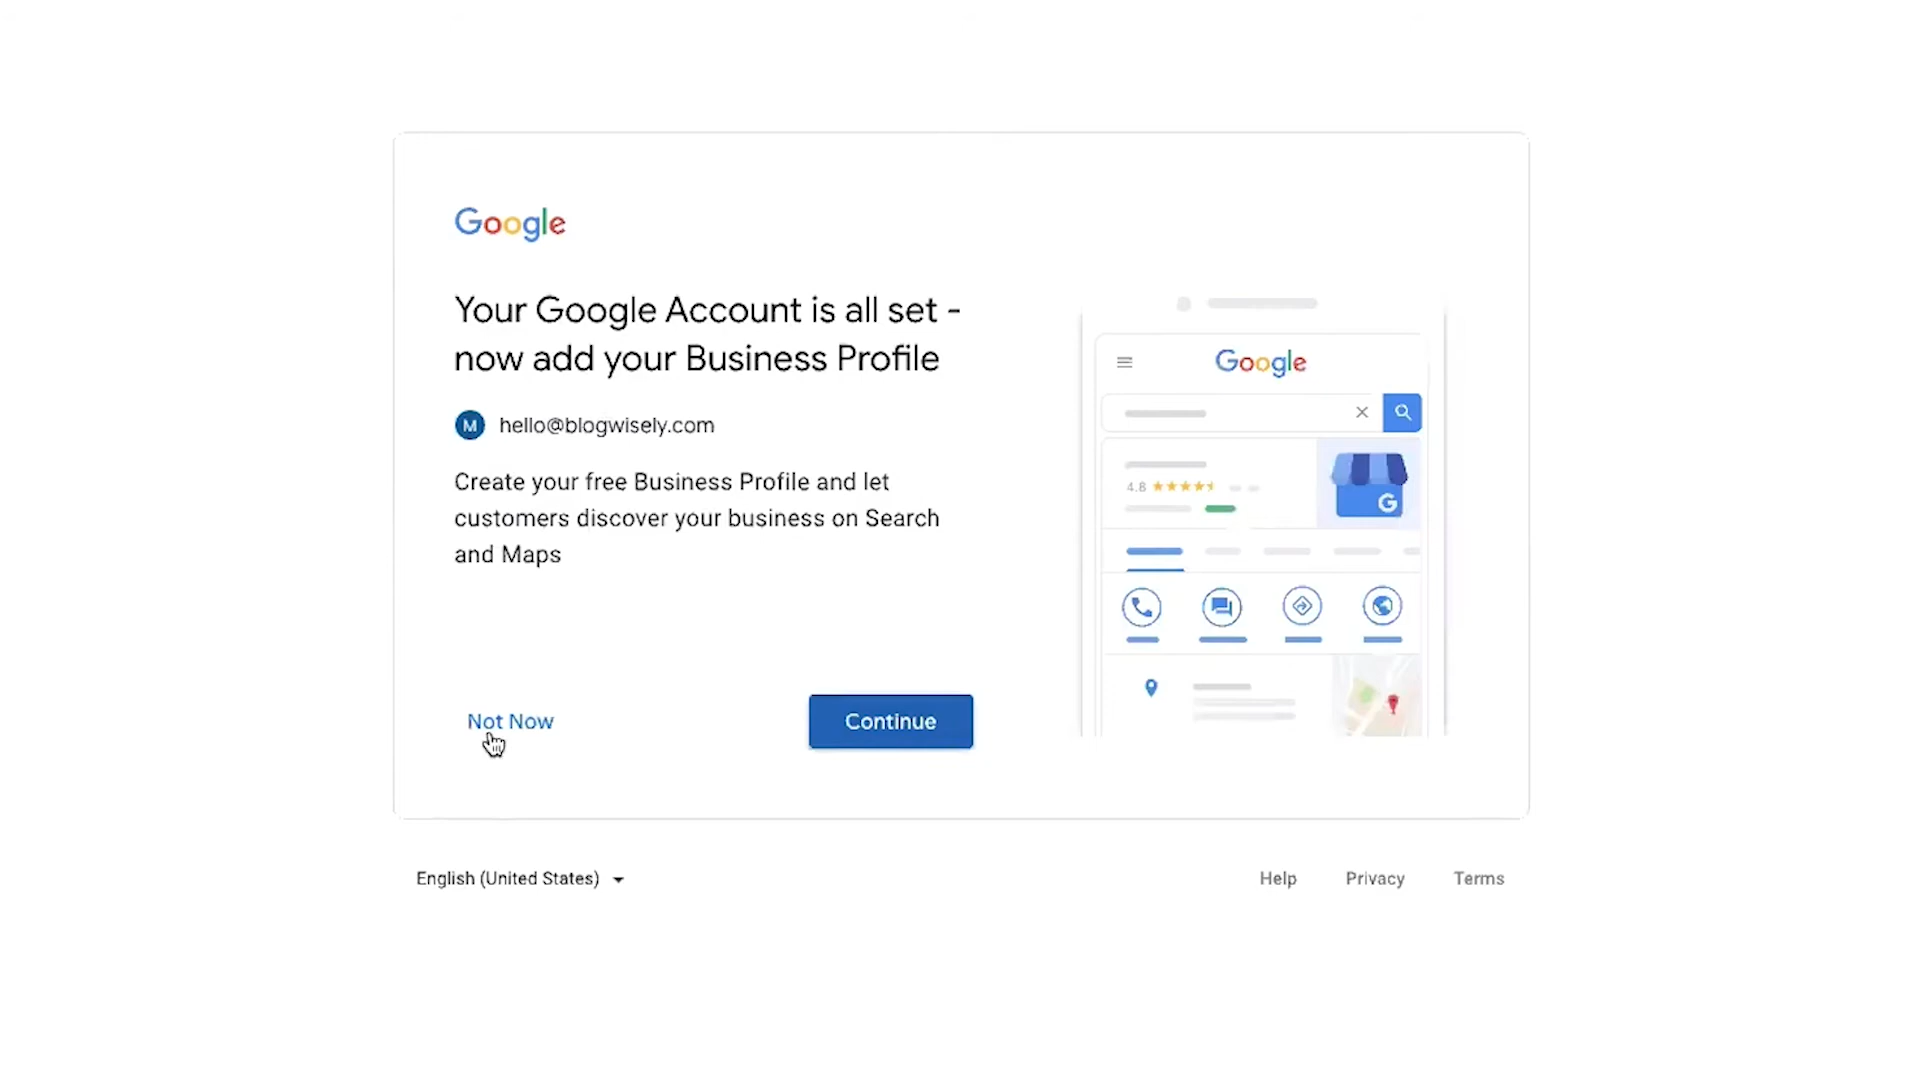 Google
Your Google Account is all set -
now add your Business Profile
M hello@blogwisely.com
Create your free Business Profile and let
customers discover your business on Search
and Maps
Not Now
Continue
Google
4.8
G
English (United States)
Help
Privacy
Terms